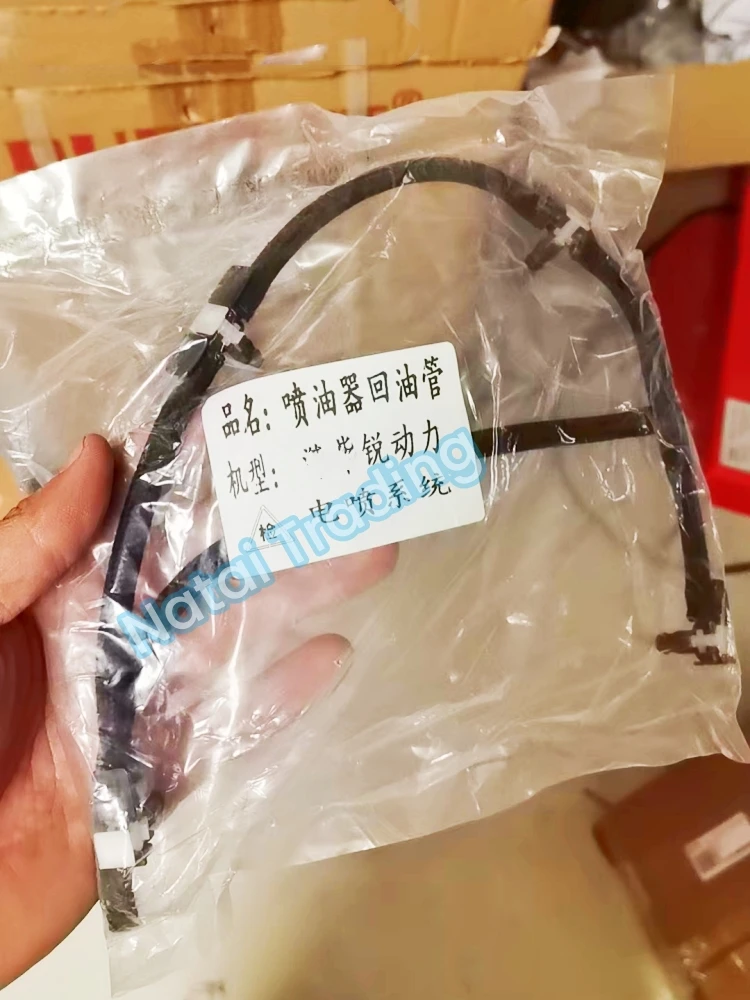 品名：喷油器回油管
机型： 锐动力
电喷系统
检
Natai Trading